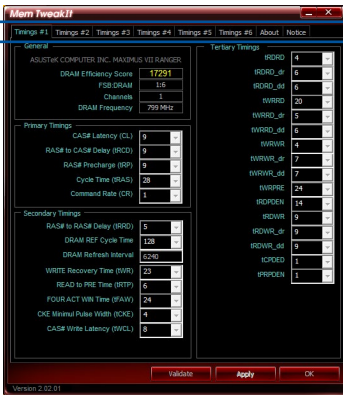 Mem TweakIt
Timings #1 Timings #2 Timings #3 Timings #4 Timings #5 Timings #6 About Notice
General
ASUSTeK COMPUTER INC. MAXIMUS VII RANGER
DRAM Efficiency Score 17291
FSB:DRAM 1:6
Channels 1
DRAM Frequency 799 MHz
Primary Timings
CAS# Latency (CL) 9
RAS# to CAS# Delay (tRCD) 9
RAS# Precharge (tRP) 9
Cycle Time (tRAS) 28
Command Rate (CR) 1
Secondary Timings
RAS# to RAS# Delay (tRRD) 5
DRAM REF Cycle Time 128
DRAM Refresh Interval 6240
WRITE Recovery Time (tWR) 23
READ to PRE Time (tRTP) 6
FOUR ACT WIN Time (tFAW) 24
CKE Minimul Pulse Width (tCKE) 4
CAS# Write Latency (tWCL) 8
Tertiary Timings
tRDRD 4
tRDRD_dr 6
tRDRD_dd 6
tWRRD 20
tWRRD_dr 5
tWRRD_dd 6
tWRWR 4
tWRWR_dr 7
tWRWR_dd 7
tWRPRE 24
tRDPDEN 14
tRDWR 9
tRDWR_dr 9
tRDWR_dd 9
tCPDED 1
tPRPDEN 1
Validate Apply OK
Version 2.02.01